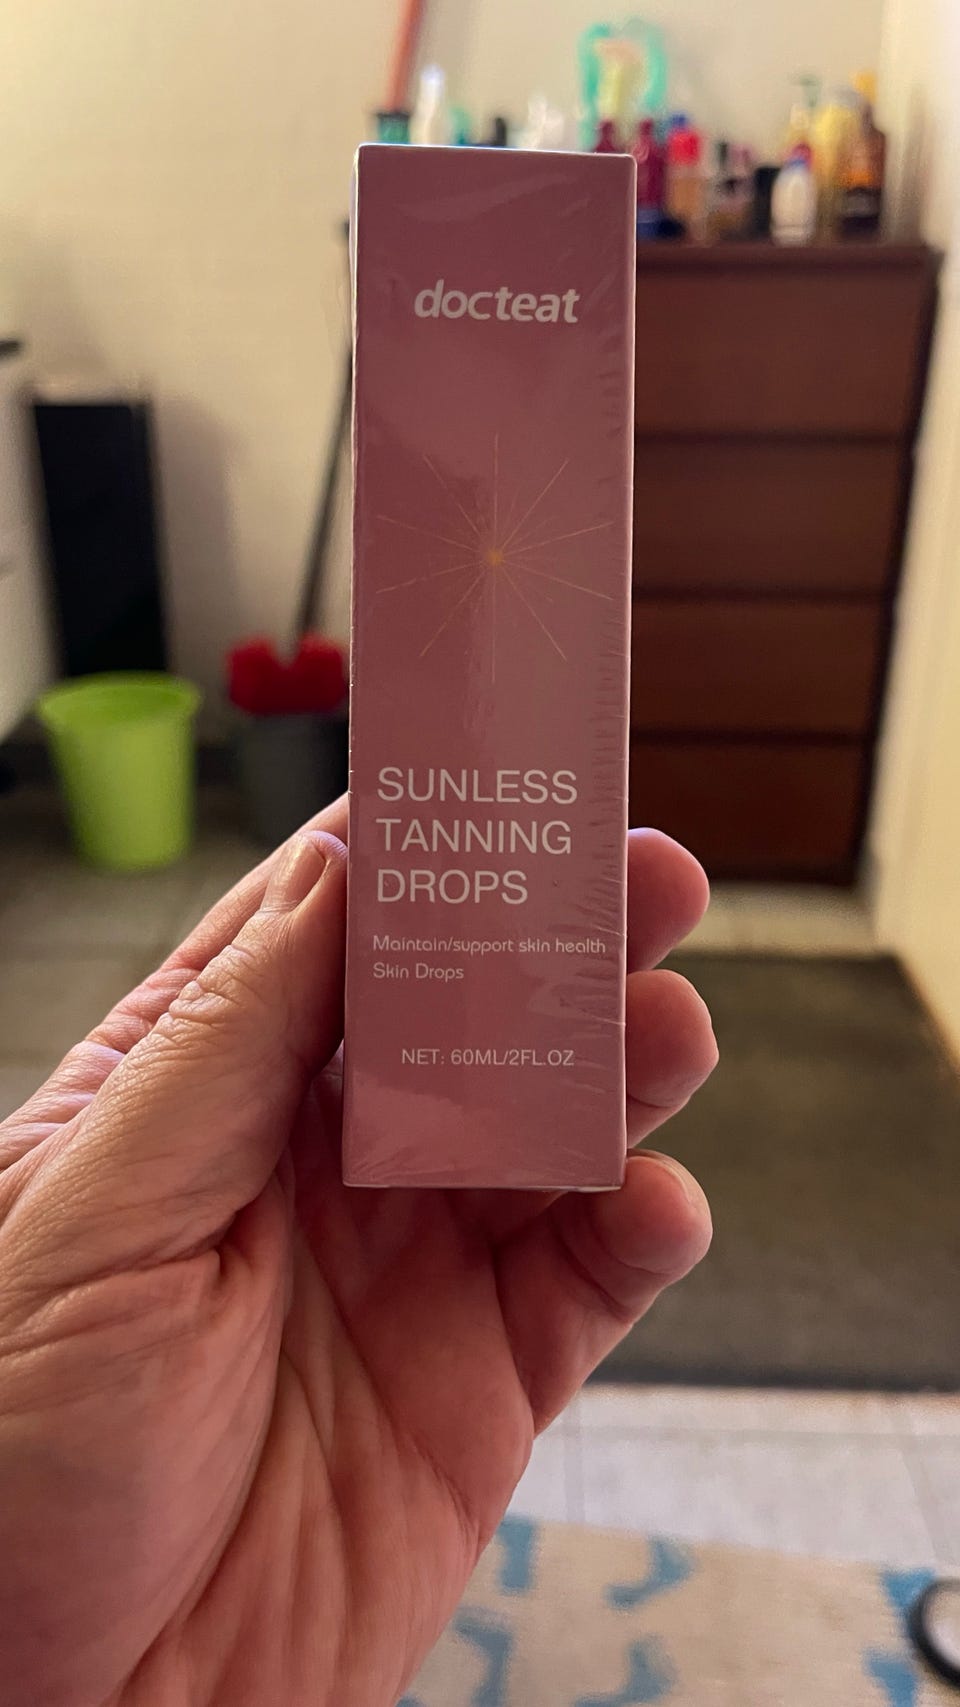 docteat
SUNLESS
TANNING
DROPS
Maintain/support skin health
Skin Drops
NET: 60ML/2FL.OZ